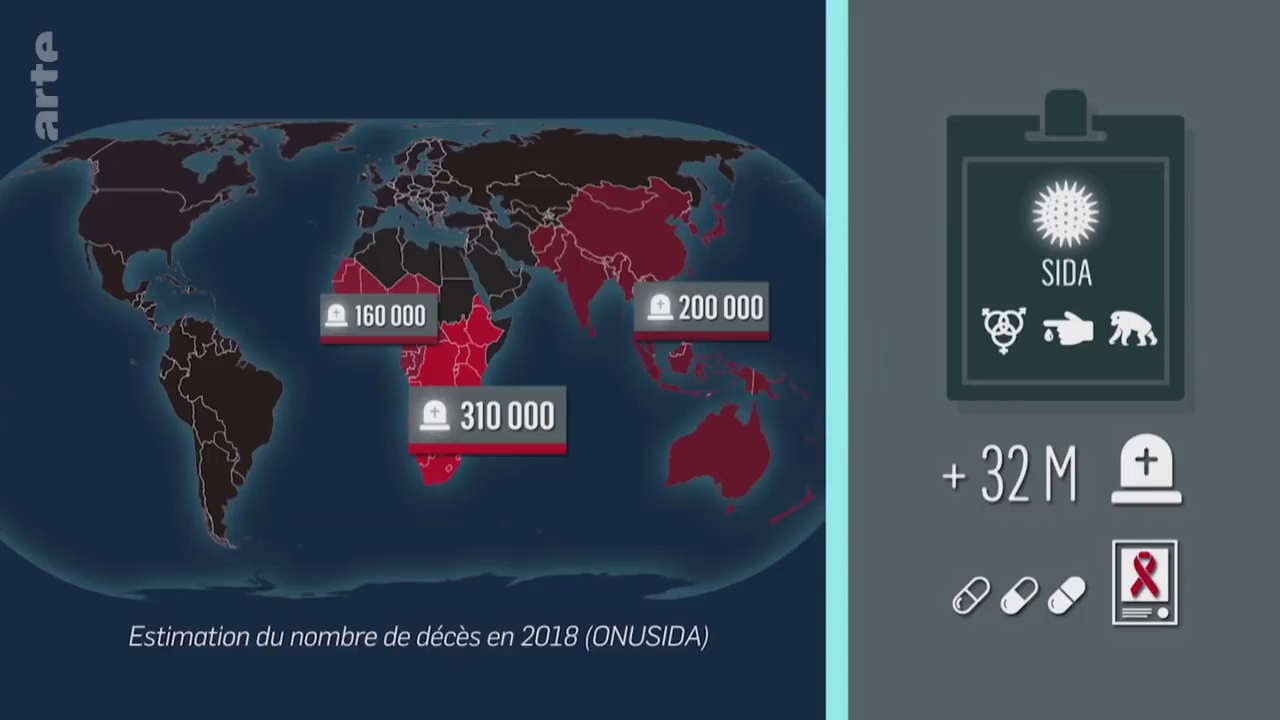 arte
160 000
200 000
310 000
Estimation du nombre de décès en 2018 (ONUSIDA)
SIDA
+ 32 M